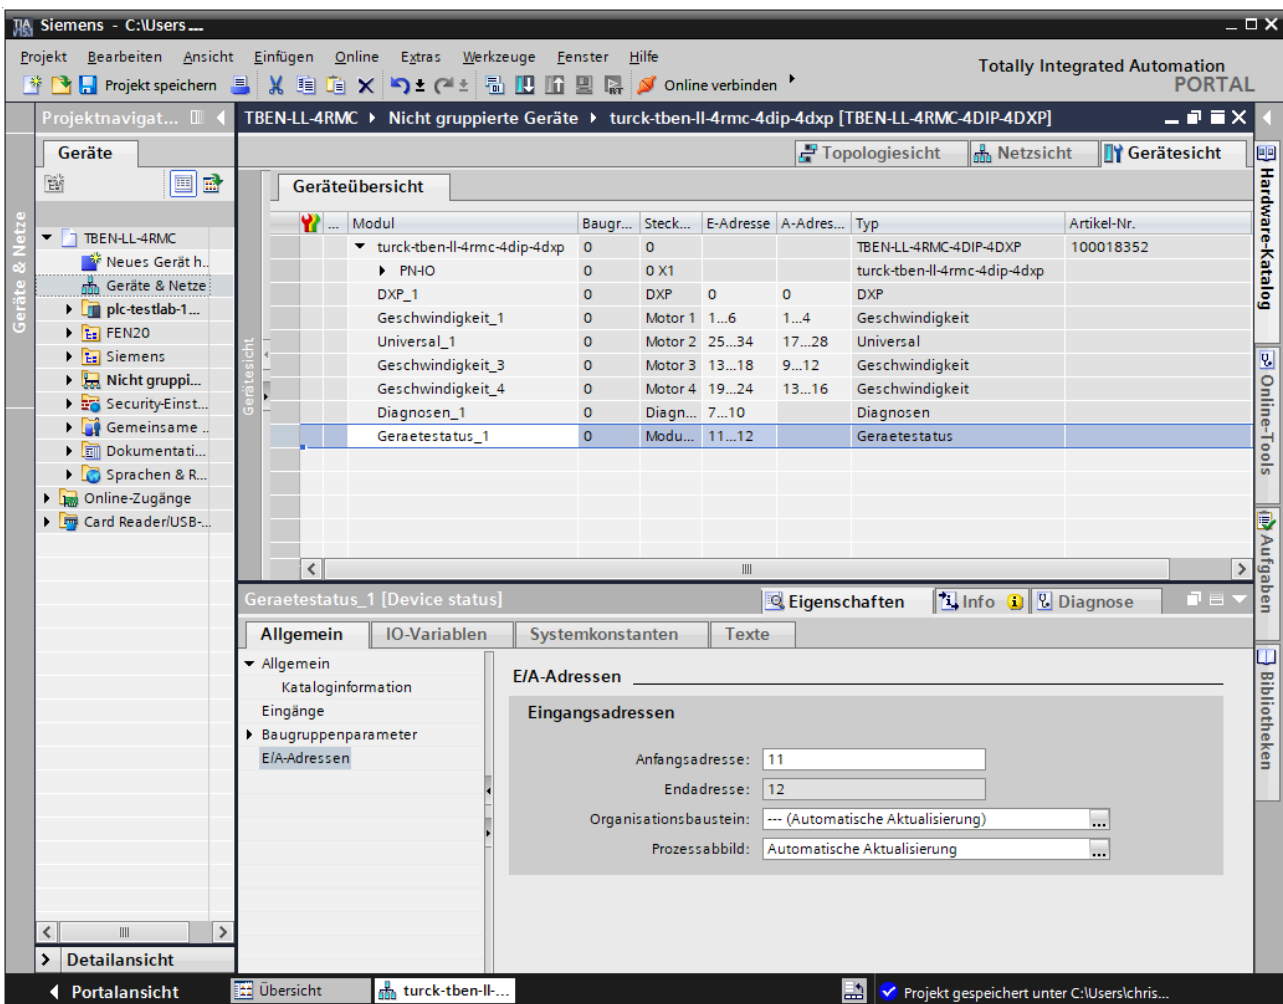 Siemens - C:\Users ...
Projekt Bearbeiten Ansicht Einfügen Online Extras Werkzeuge Fenster Hilfe
Totally Integrated Automation
PORTAL
Projekt speichern Online verbinden
Projektnavigat... TBEN-LL-4RMC Nicht gruppierte Geräte turck-tben-ll-4rmc-4dip-4dxp [TBEN-LL-4RMC-4DIP-4DXP]
Geräte
Topologiesicht Netzsicht Gerätesicht
Geräteübersicht
... Modul Baugr... Steck... E-Adresse A-Adres... Typ Artikel-Nr.
turck-tben-ll-4rmc-4dip-4dxp 0 0 TBEN-LL-4RMC-4DIP-4DXP 100018352
PN-IO 0 0 X1 turck-tben-ll-4rmc-4dip-4dxp
DXP_1 0 DXP 0 0 DXP
Geschwindigkeit_1 0 Motor 1 1...6 1...4 Geschwindigkeit
Universal_1 0 Motor 2 25...34 17...28 Universal
Geschwindigkeit_3 0 Motor 3 13...18 9...12 Geschwindigkeit
Geschwindigkeit_4 0 Motor 4 19...24 13...16 Geschwindigkeit
Diagnosen_1 0 Diagn... 7...10 Diagnosen
Geraetestatus_1 0 Modu... 11...12 Geraetestatus
TBEN-LL-4RMC
Neues Gerät h..
Geräte & Netze
plc-testlab-1...
FEN20
Siemens
Nicht gruppi...
Security-Einst...
Gemeinsame ..
Dokumentati...
Sprachen & R...
Online-Zugänge
Card Reader/USB-...
Geräte & Netze
Gerätesicht
Hardware-Katalog
Online-Tools
Aufgaben
Bibliotheken
Geraetestatus_1 [Device status]
Eigenschaften Info Diagnose
Allgemein IO-Variablen Systemkonstanten Texte
Allgemein
Kataloginformation
Eingänge
Baugruppenparameter
E/A-Adressen
E/A-Adressen
Eingangsadressen
Anfangsadresse: 11
Endadresse: 12
Organisationsbaustein: --- (Automatische Aktualisierung) ...
Prozessabbild: Automatische Aktualisierung ...
Detailansicht
Portalansicht Übersicht turck-tben-ll-... Projekt gespeichert unter C:\Users\chris...